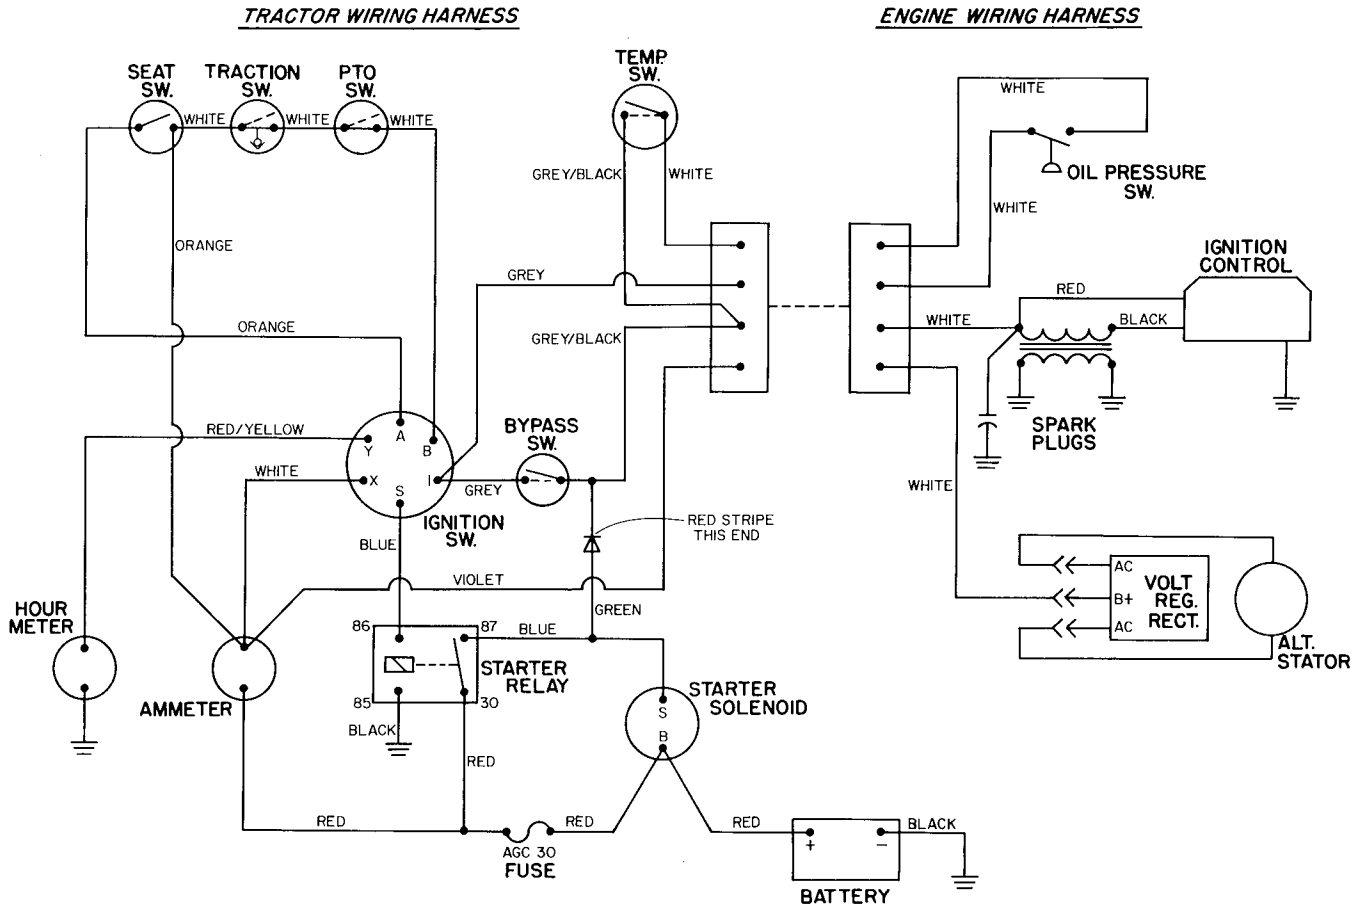 TRACTOR WIRING HARNESS
ENGINE WIRING HARNESS
SEAT
SW.
TRACTION
SW.
PTO
SW.
TEMP.
SW.
WHITE
WHITE
WHITE
WHITE
GREY/BLACK
WHITE
OIL PRESSURE
SW.
WHITE
ORANGE
GREY
IGNITION
CONTROL
RED
ORANGE
GREY/BLACK
WHITE
BLACK
RED/YELLOW
A
Y
B
BYPASS
SW.
SPARK
PLUGS
WHITE
X
S
I
GREY
WHITE
IGNITION
SW.
RED STRIPE
THIS END
BLUE
VIOLET
AC
VOLT
REG.
RECT.
B+
AC
GREEN
HOUR
METER
86
87
BLUE
ALT.
STATOR
STARTER
RELAY
STARTER
SOLENOID
AMMETER
85
30
S
BLACK
B
RED
RED
RED
RED
BLACK
AGC 30
FUSE
+
-
BATTERY